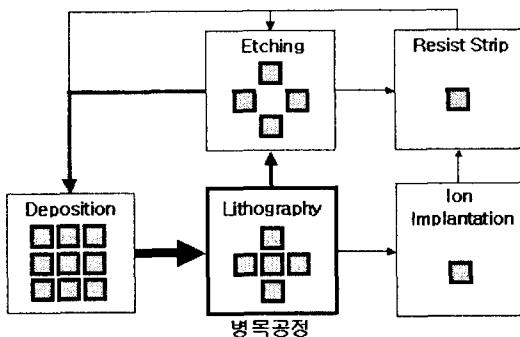 Etching
Resist Strip
Deposition
Lithography
Ion
Implantation
병목공정